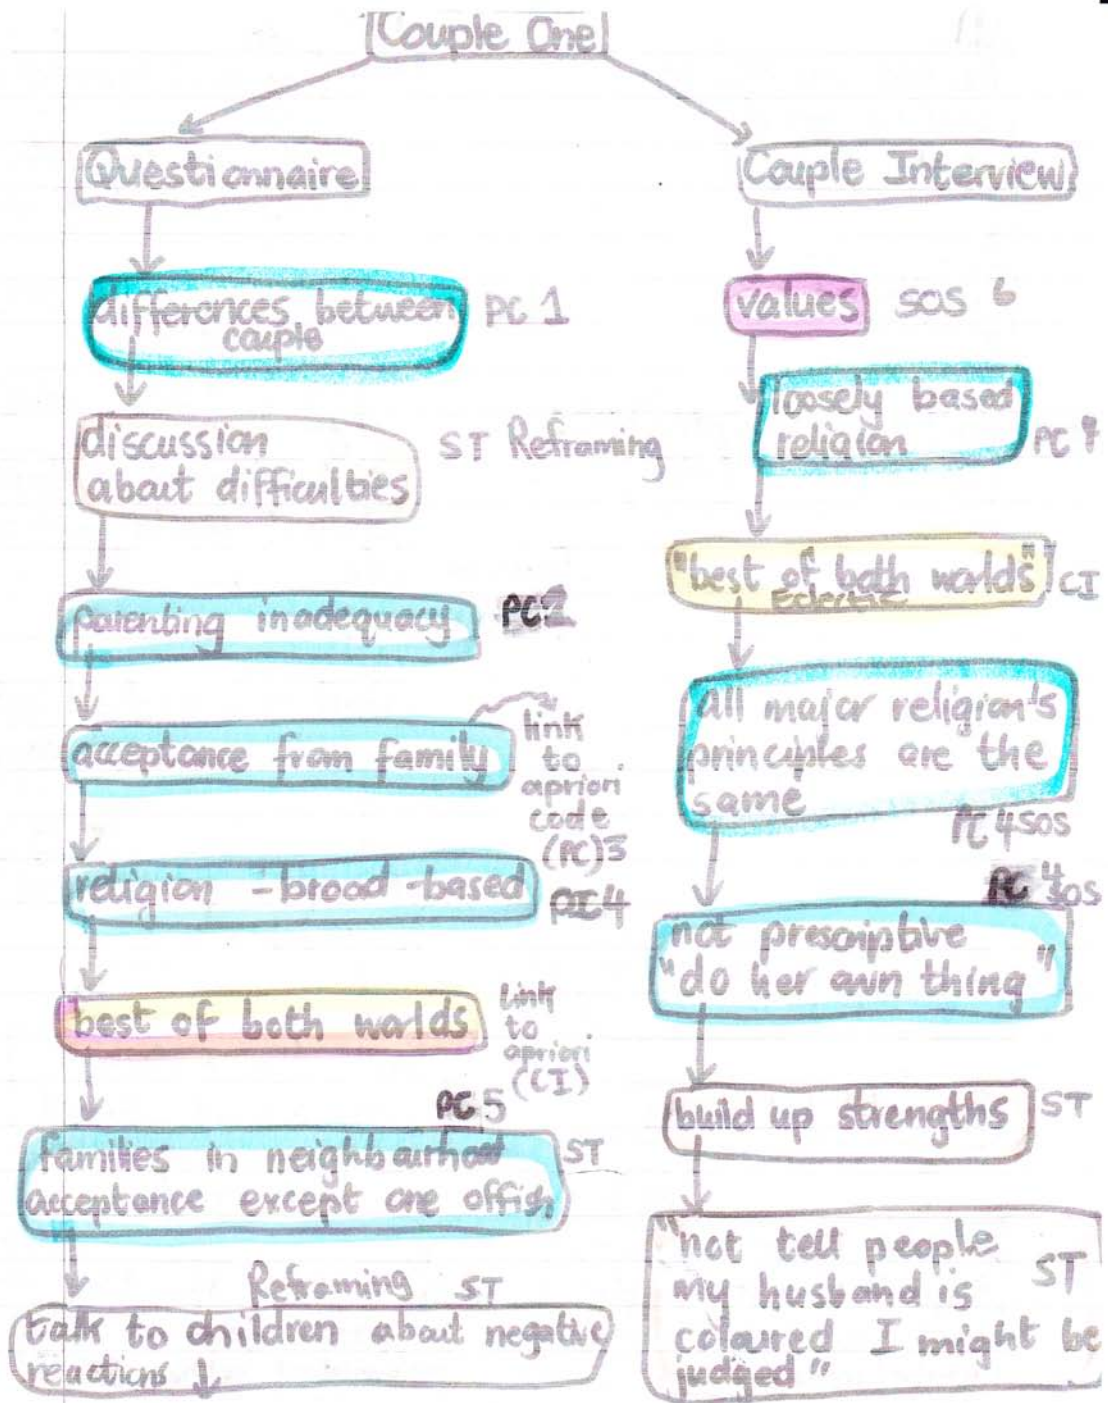 Couple One
Questionnaire
differences between
couple
PC 1
discussion
about difficulties
ST Reframing
parenting inadequacy
PC2
acceptance from family
link
to
apriori
code
(PC)3
religion - broad-based
PC4
best of both worlds
Link
to
apriori
(CI)
PC 5
families in neighbourhood
acceptance except one offish
ST
Reframing ST
talk to children about negative
reactions
Couple Interview
values
SOS 6
loosely based
religion
PC
"best of both worlds"
Eclectic
CI
all major religion's
principles are the
same
PC 4 SOS
PC 4
SOS
not prescriptive
"do her own thing"
build up strengths
ST
"not tell people
my husband is
coloured I might be
judged"
ST